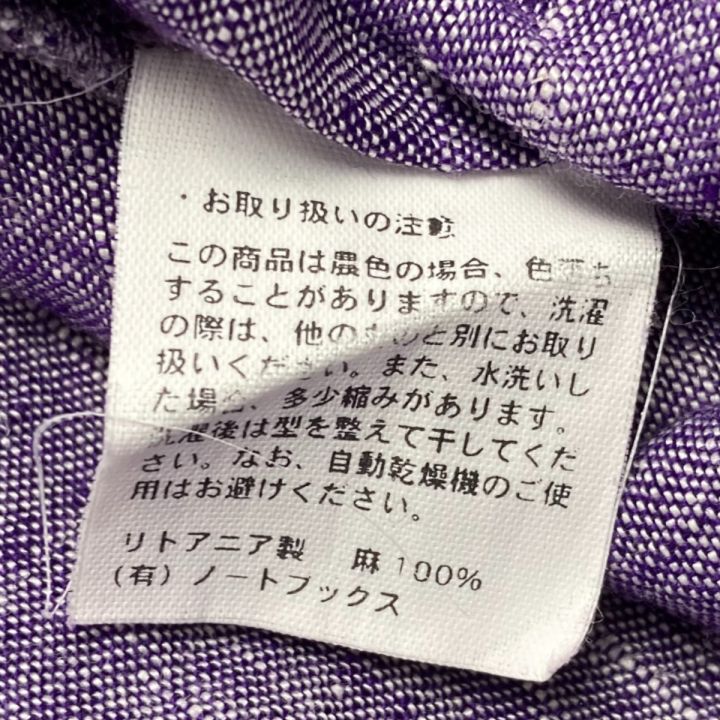 ・お取り扱いの注意
この商品は農色の場合、色落ち
することがありますので、洗濯
の際は、他のものと別にお取り
扱いください。また、水洗いし
た場合、多少縮みがあります。
洗濯後は型を整えて干してくだ
さい。なお、自動乾燥機のご使
用はお避けください。
リトアニア製 麻100%
(有)ノートブックス